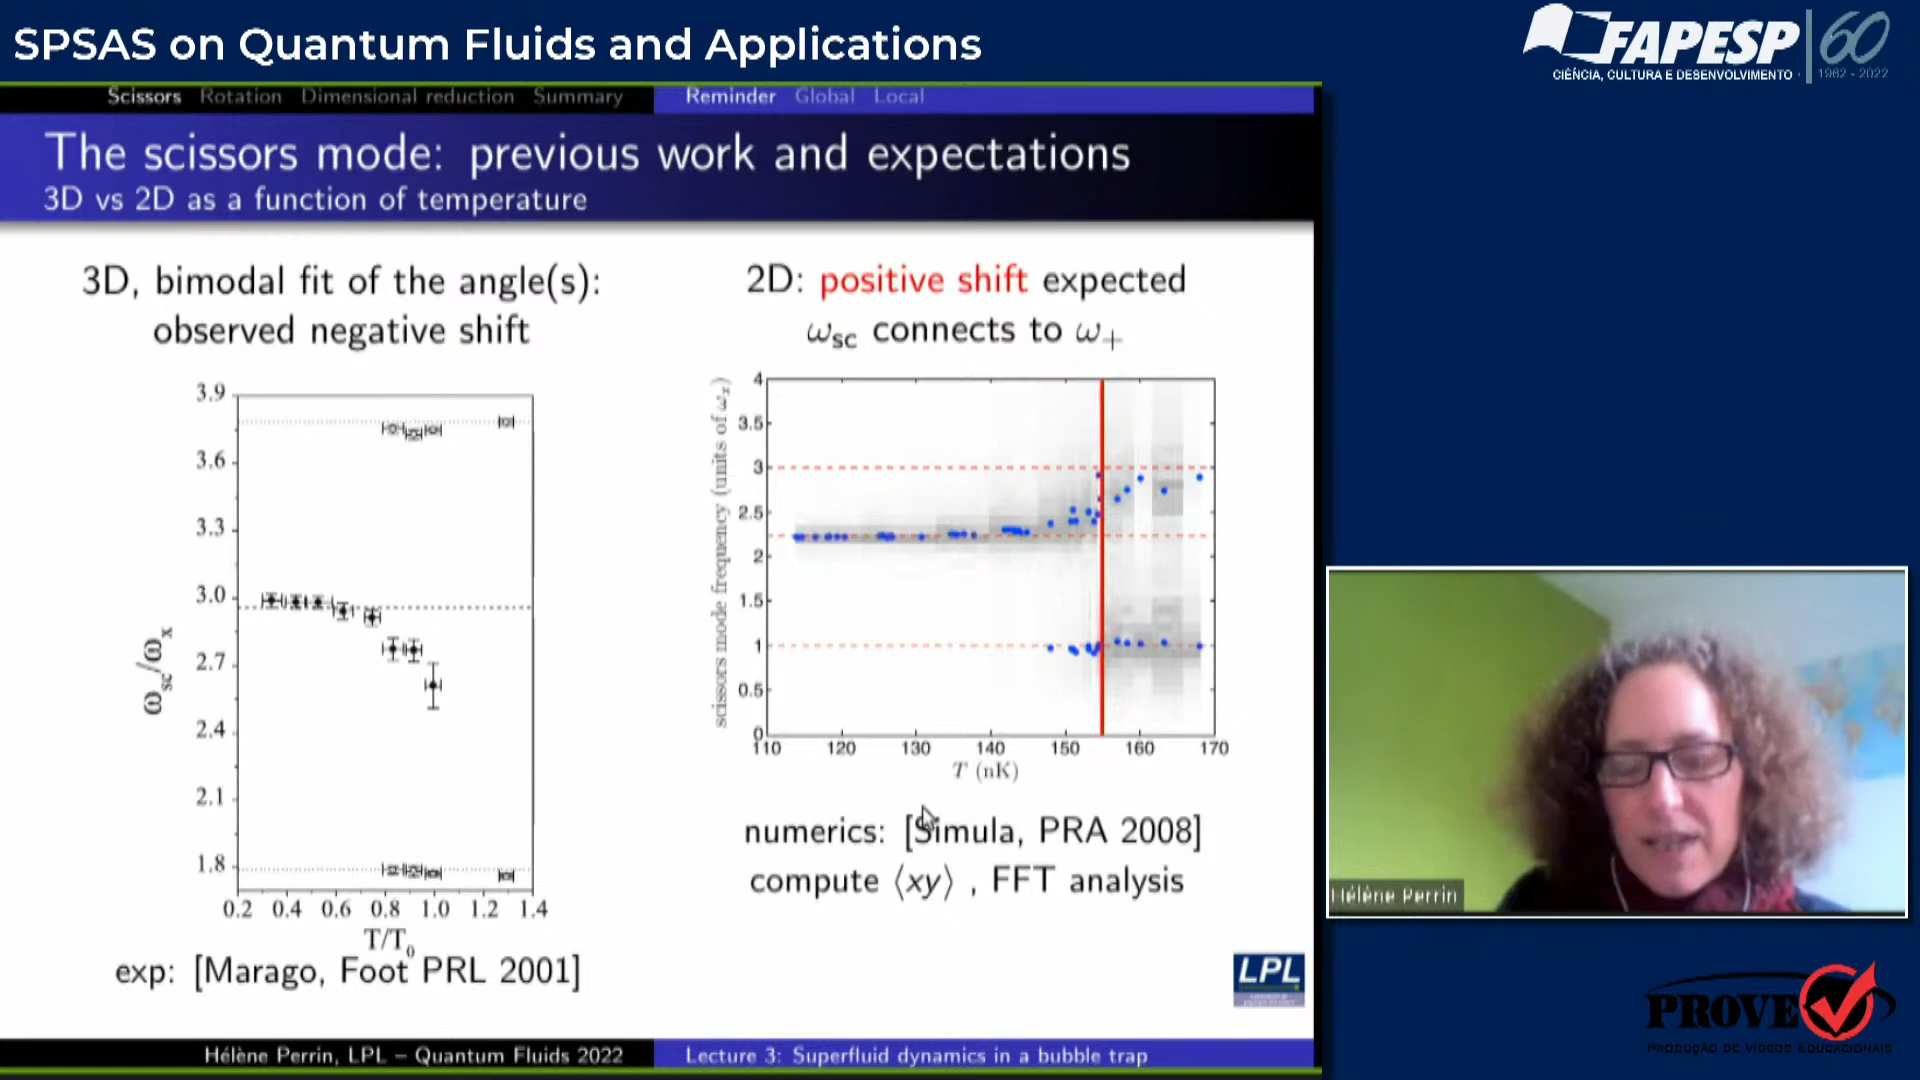 SPSAS on Quantum Fluids and Applications
FAPESP 60
CIÊNCIA, CULTURA E DESENVOLVIMENTO 1962 - 2022
Scissors Rotation Dimensional reduction Summary
Reminder Global Local
The scissors mode: previous work and expectations
3D vs 2D as a function of temperature
3D, bimodal fit of the angle(s):
observed negative shift
3.9
3.6
3.3
3.0
2.7
2.4
2.1
1.8
ω_sc/ω_x
0.2 0.4 0.6 0.8 1.0 1.2 1.4
T/T_0
exp: [Marago, Foot PRL 2001]
2D: positive shift expected
ω_sc connects to ω_+
4
3.5
3
2.5
2
1.5
1
0.5
0
scissors mode frequency (units of ω_x)
110 120 130 140 150 160 170
T (nK)
numerics: [Simula, PRA 2008]
compute ⟨xy⟩ , FFT analysis
LPL
Hélène Perrin, LPL – Quantum Fluids 2022
Lecture 3: Superfluid dynamics in a bubble trap
Hélène Perrin
PROVE
PRODUÇÃO DE VÍDEOS EDUCACIONAIS